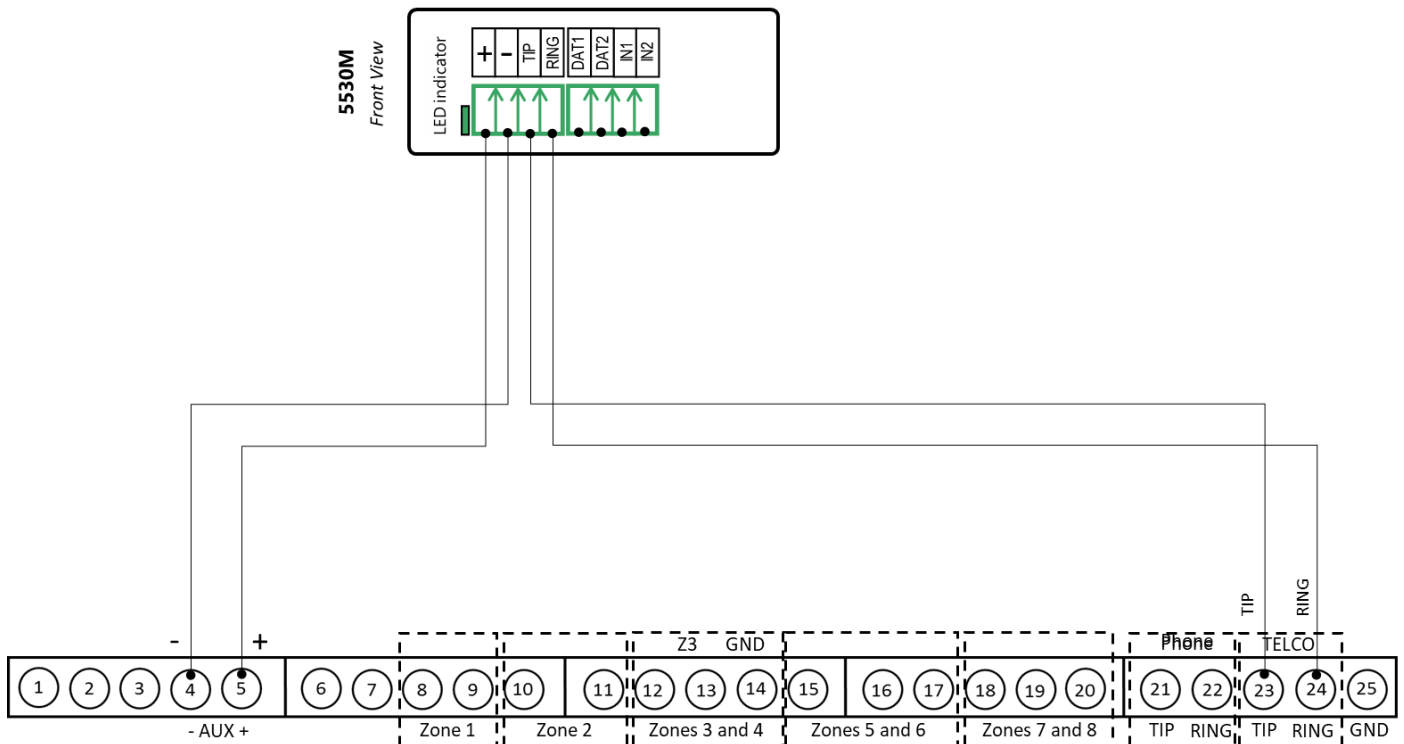 5530M
Front View
LED indicator
+ - TIP RING DAT1 DAT2 IN1 IN2
TIP RING
- + Z3 GND Phone TELCO
1 2 3 4 5 6 7 8 9 10 11 12 13 14 15 16 17 18 19 20 21 22 23 24 25
- AUX + Zone 1 Zone 2 Zones 3 and 4 Zones 5 and 6 Zones 7 and 8 TIP RING TIP RING GND